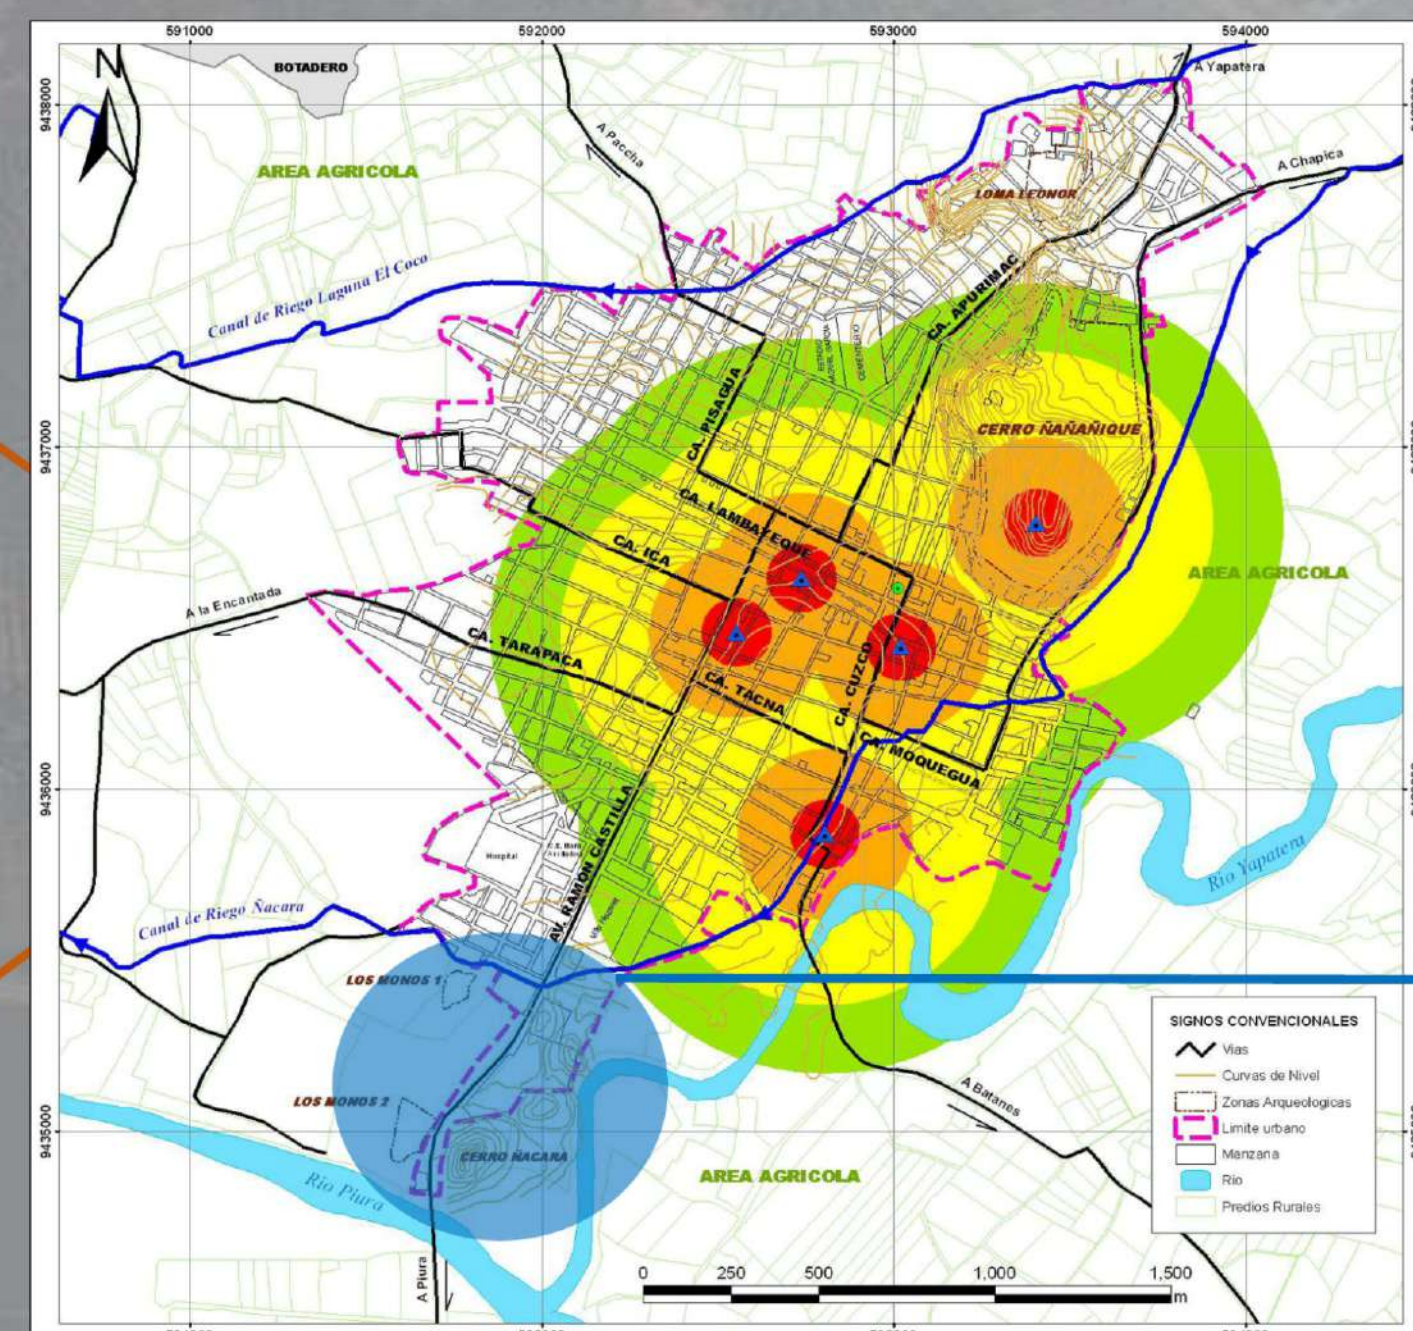 591000
592000
593000
594000
N
BOTADERO
A Yapatera
9438000
A Paccha
A Chapica
AREA AGRICOLA
LOMA LEONOR
Canal de Riego Laguna El Coco
CA. APURIMAC
CEMENTERIO
CA. PISAGUA
9437000
CERRO ÑAÑAÑIQUE
CA. LAMBAYEQUE
CA. ICA
AREA AGRICOLA
A la Encantada
CA. TARAPACA
CA. TACNA
CA. CUZCO
CA. MOQUEGUA
9436000
AV. RAMON CASTILLA
Hospital
Rio Yapatera
Canal de Riego Ñacara
LOS MONOS 1
SIGNOS CONVENCIONALES
Vias
Curvas de Nivel
Zonas Arqueologicas
Limite urbano
Manzana
Rio
Predios Rurales
LOS MONOS 2
A Batanes
9435000
CERRO ÑACARA
AREA AGRICOLA
Rio Piura
A Piura
0 250 500 1,000 1,500
m